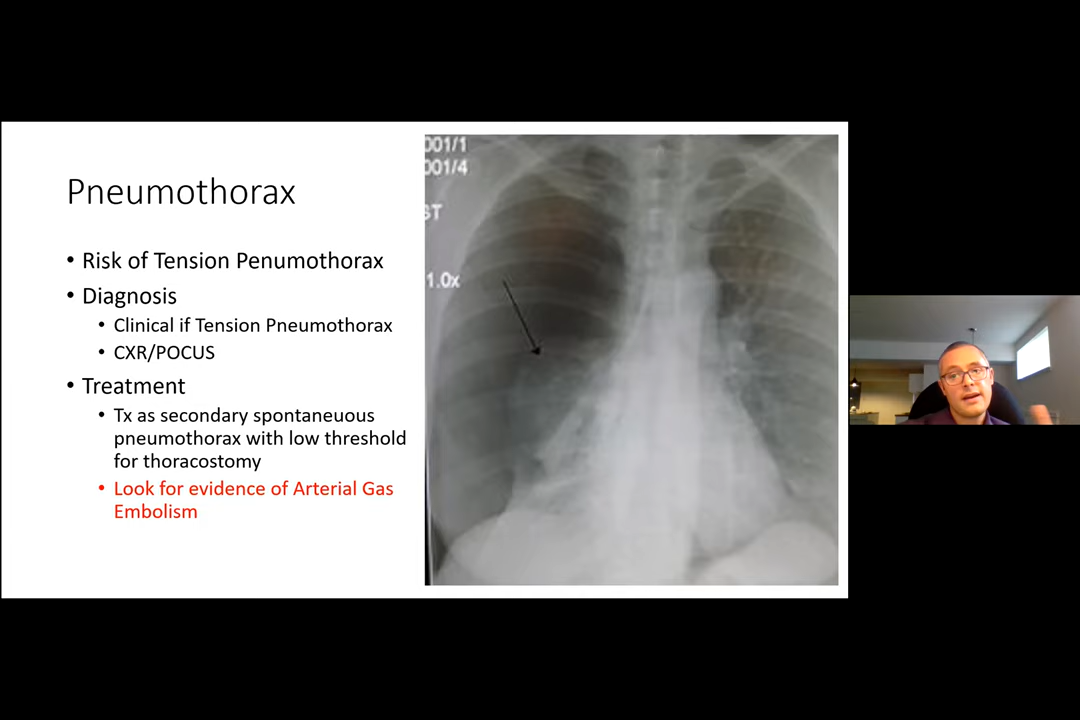 Pneumothorax
• Risk of Tension Penumothorax
• Diagnosis
• Clinical if Tension Pneumothorax
• CXR/POCUS
• Treatment
• Tx as secondary spontaneous
pneumothorax with low threshold
for thoracostomy
• Look for evidence of Arterial Gas
Embolism
001/1
001/4
ST
1.0x